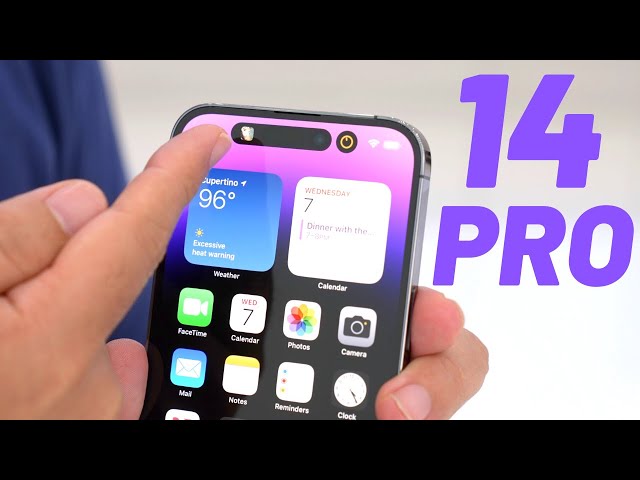 14
PRO
Cupertino
96°
Excessive
heat warning
Weather
WEDNESDAY
7
Dinner with the...
Calendar
FaceTime
WED
7
Calendar
Photos
Camera
Mail
Notes
Reminders
Clock